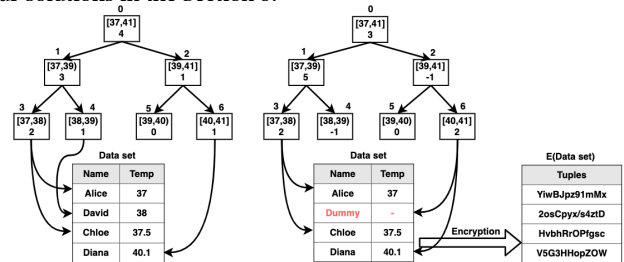 0
[37,41]
4
1
2
[37,39)
3
[39,41]
1
3
4
5
6
[37,38)
2
[38,39)
1
[39,40)
0
[40,41]
1
Data set
Name Temp
Alice 37
David 38
Chloe 37.5
Diana 40.1
0
[37,41]
3
1
2
[37,39)
5
[39,41]
-1
3
4
5
6
[37,38)
2
[38,39)
-1
[39,40)
0
[40,41]
2
Data set
Name Temp
Alice 37
Dummy -
Chloe 37.5
Diana 40.1
Encryption
E(Data set)
Tuples
YiwBJpz91mMx
2osCpyx/s4ztD
HvbhRrOPfgsc
V5G3HHopZOW